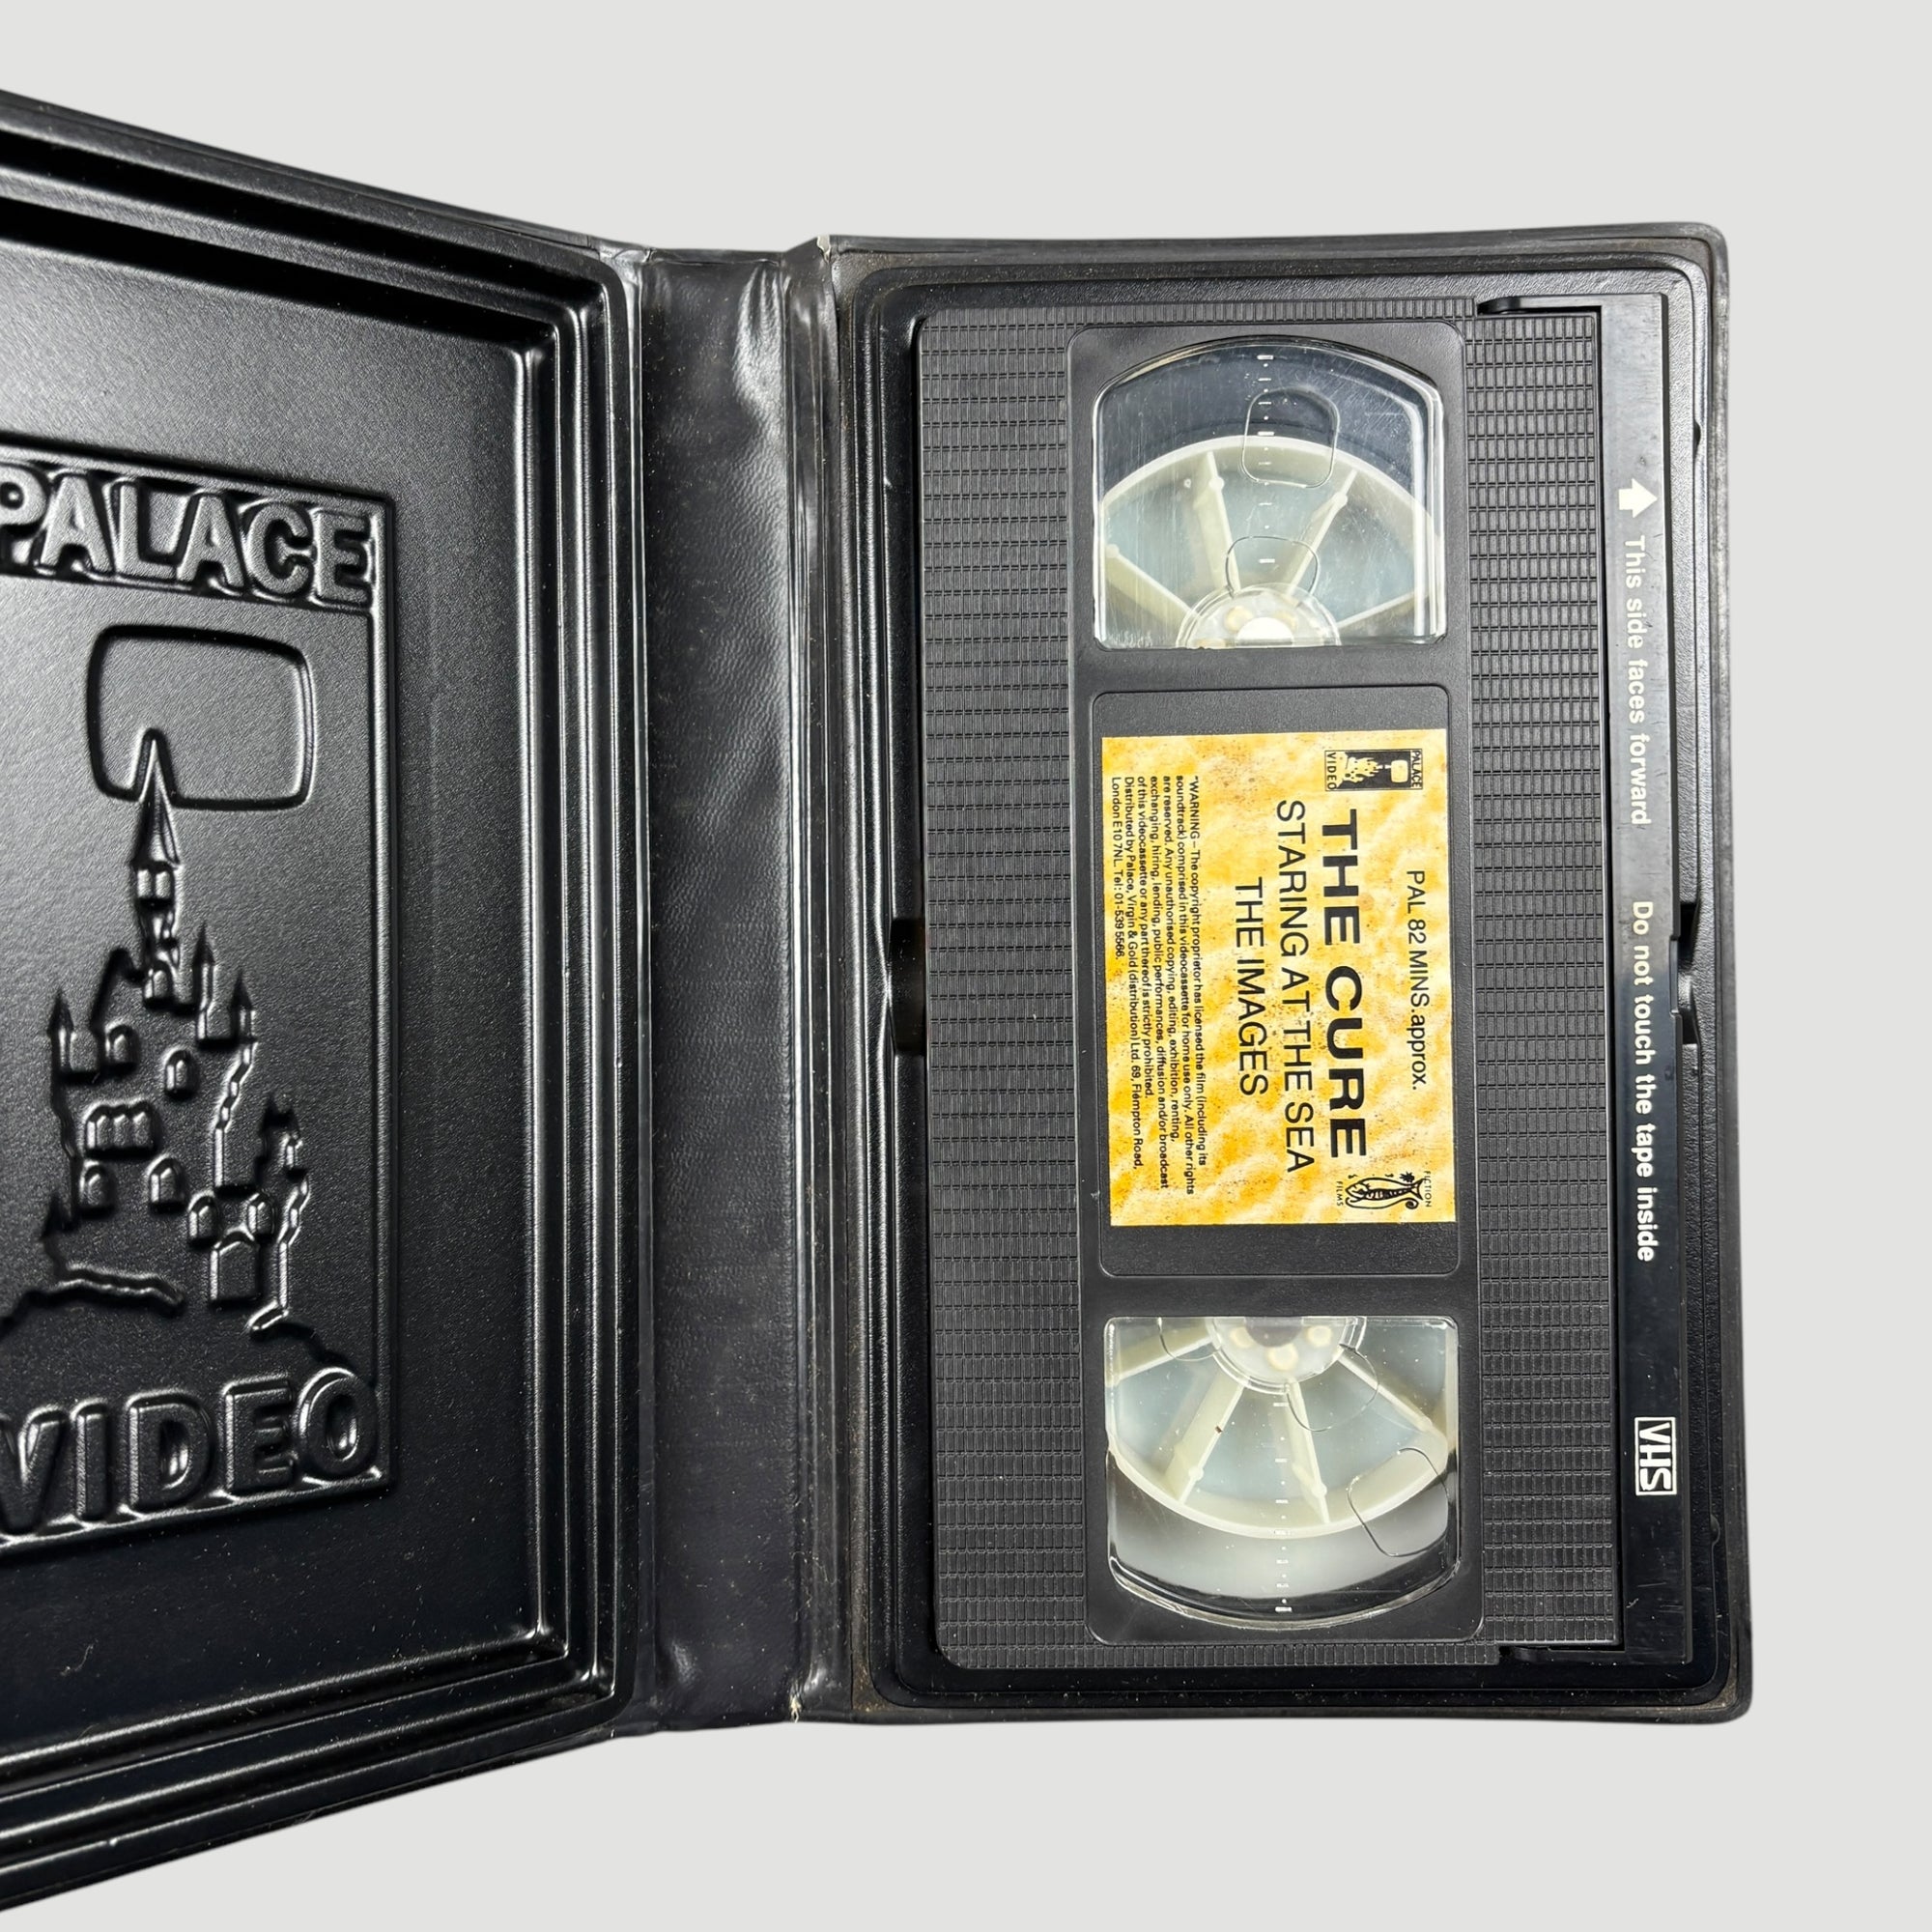 PALACE
VIDEO
PALACE
VIDEO
PAL 82 MINS.approx.
THE CURE
STARING AT THE SEA
THE IMAGES
FICTION
FILMS
"WARNING – The copyright proprietor has licensed the film (including its
soundtrack) comprised in this videocassette for home use only. All other rights
are reserved. Any unauthorised copying, editing, exhibition, renting,
exchanging, hiring, lending, public performances, diffusion and/or broadcast
of this videocassette or any part thereof is strictly prohibited.
Distributed by Palace, Virgin & Gold (distribution) Ltd. 69, Flempton Road,
London E10 7NL. Tel: 01-539 5566.
This side faces forward Do not touch the tape inside
VHS